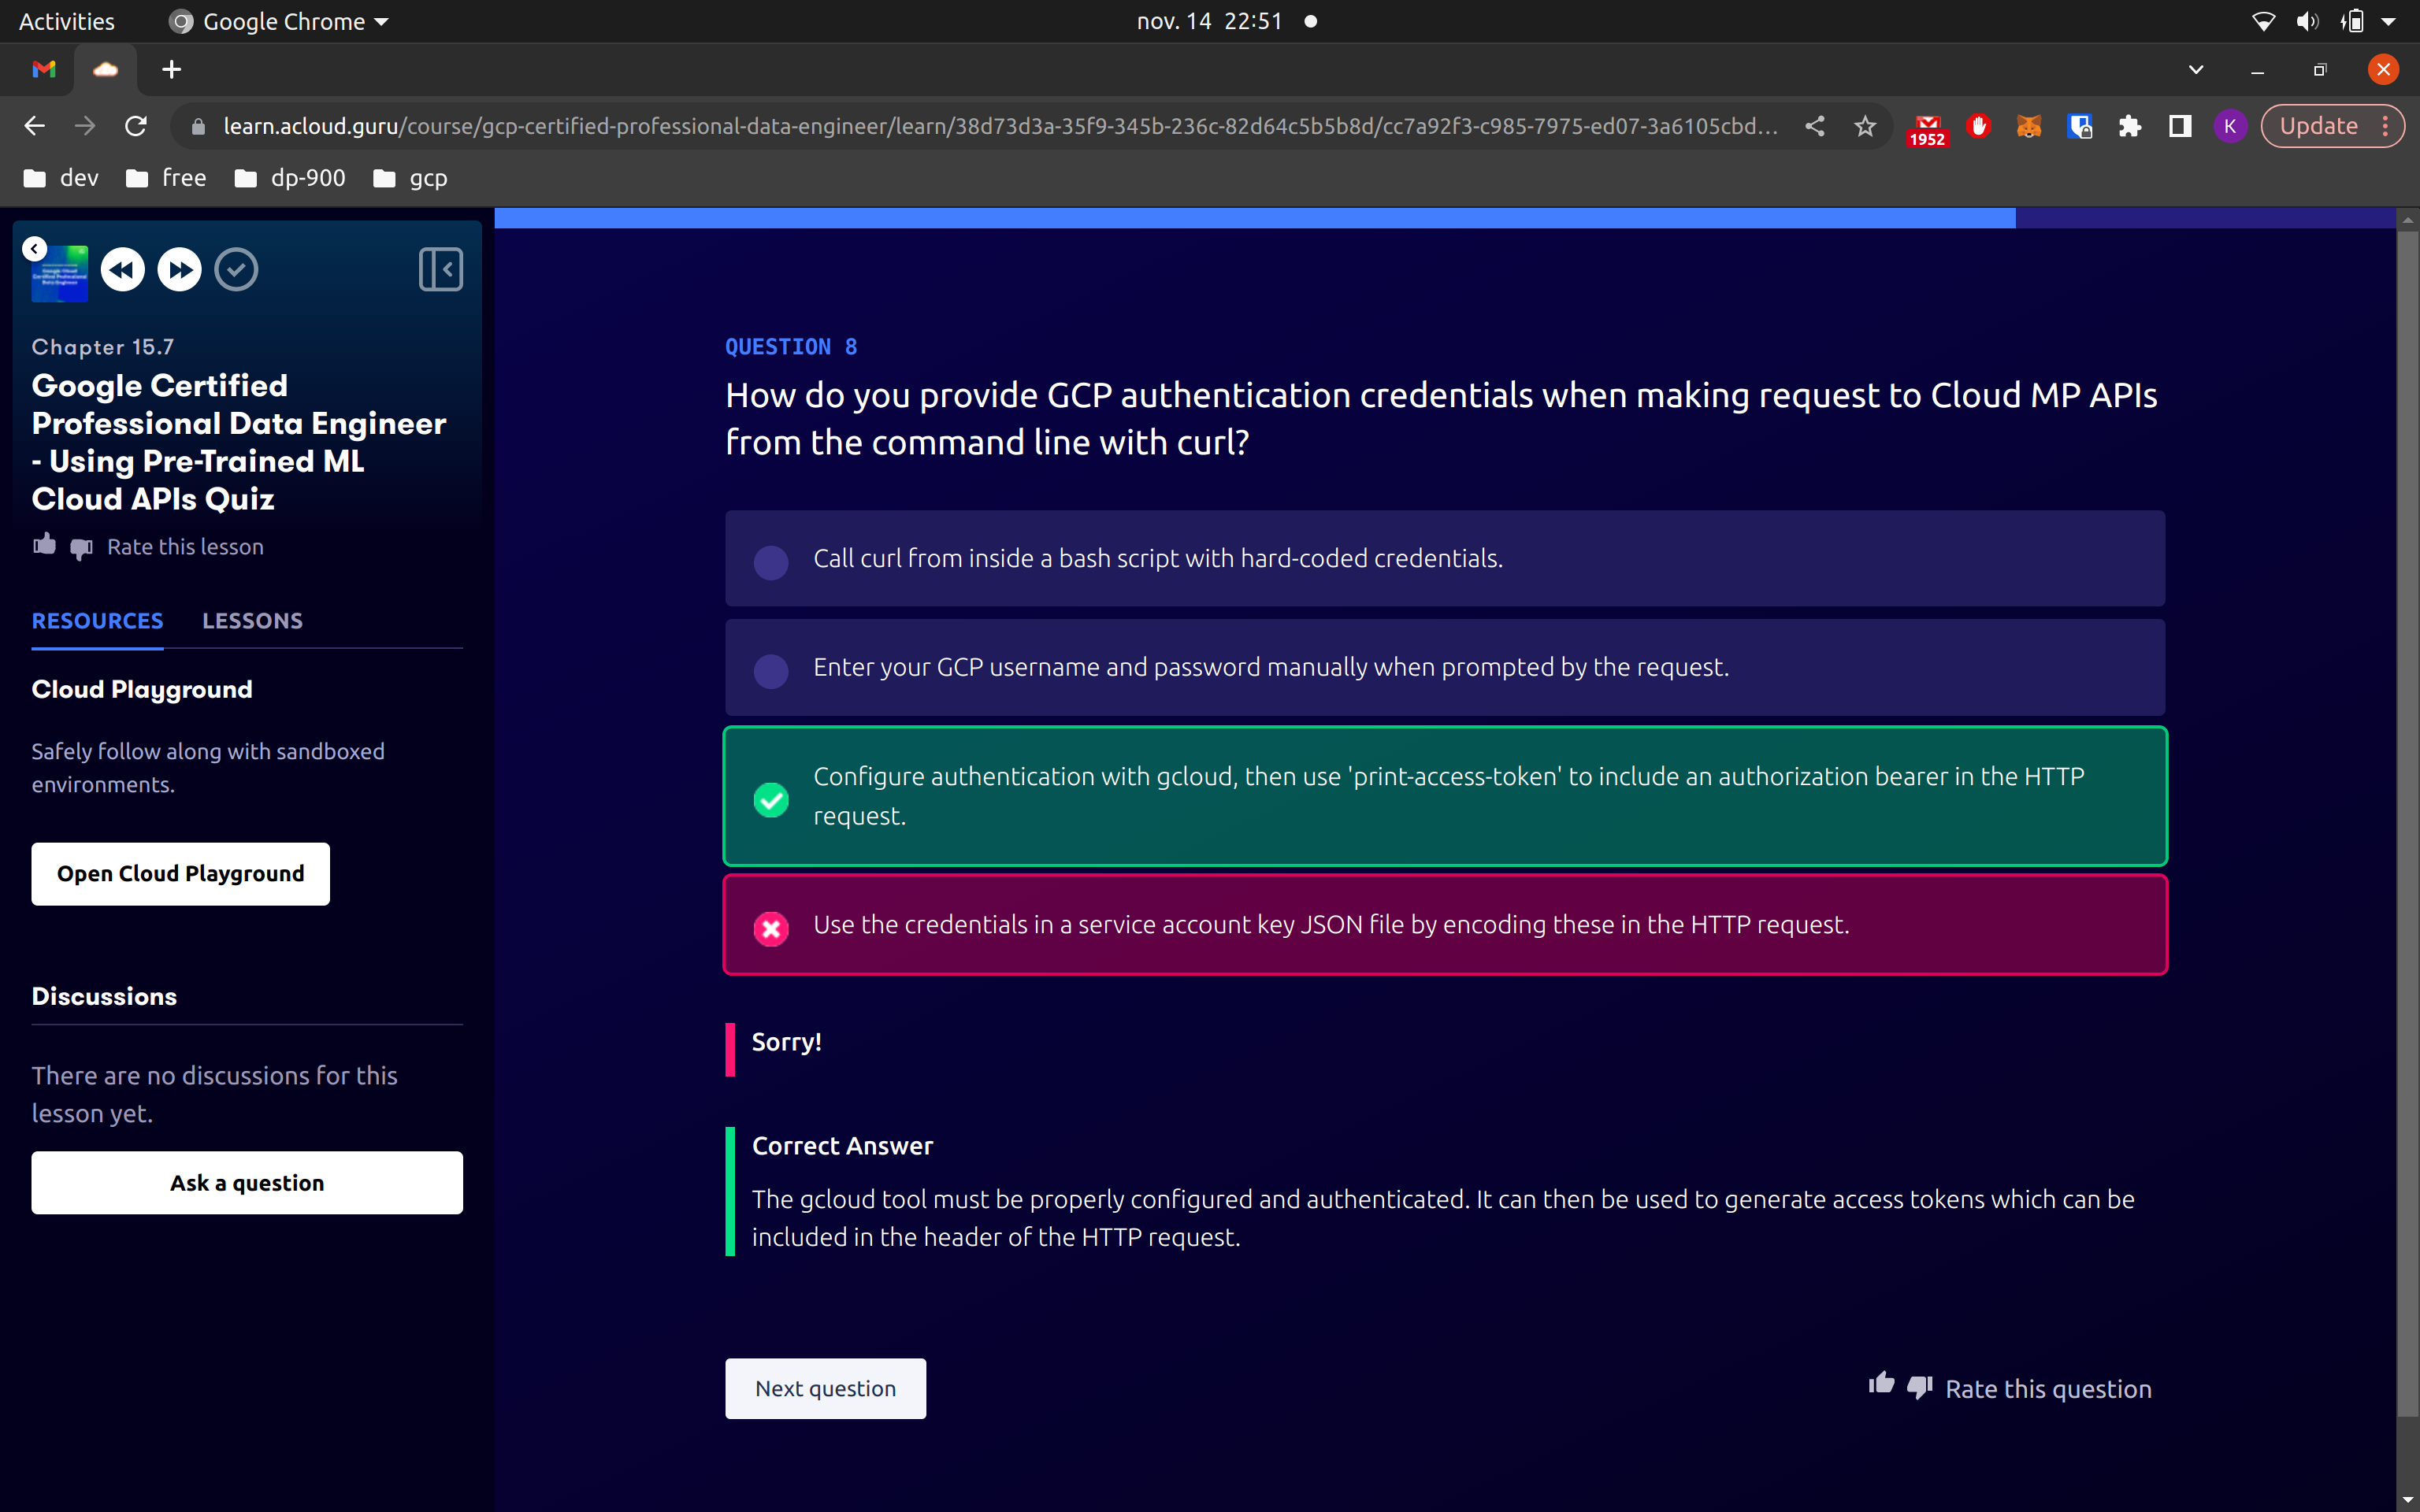 Activities
Google Chrome
nov. 14 22:51
learn.acloud.guru/course/gcp-certified-professional-data-engineer/learn/38d73d3a-35f9-345b-236c-82d64c5b5b8d/cc7a92f3-c985-7975-ed07-3a6105cbd...
1952
K
Update
dev
free
dp-900
gcp
Chapter 15.7
Google Certified
Professional Data Engineer
- Using Pre-Trained ML
Cloud APIs Quiz
Rate this lesson
RESOURCES
LESSONS
Cloud Playground
Safely follow along with sandboxed
environments.
Open Cloud Playground
Discussions
There are no discussions for this
lesson yet.
Ask a question
QUESTION 8
How do you provide GCP authentication credentials when making request to Cloud MP APIs
from the command line with curl?
Call curl from inside a bash script with hard-coded credentials.
Enter your GCP username and password manually when prompted by the request.
Configure authentication with gcloud, then use 'print-access-token' to include an authorization bearer in the HTTP
request.
Use the credentials in a service account key JSON file by encoding these in the HTTP request.
Sorry!
Correct Answer
The gcloud tool must be properly configured and authenticated. It can then be used to generate access tokens which can be
included in the header of the HTTP request.
Next question
Rate this question